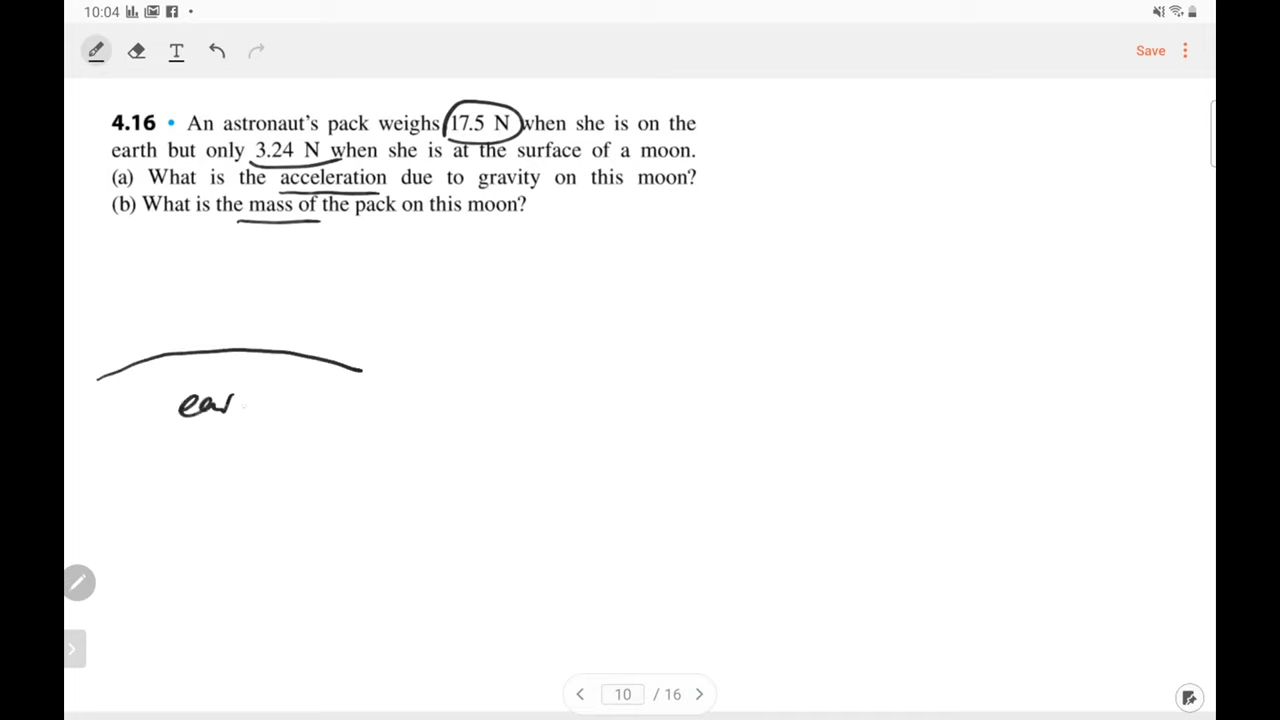 10:04
Save
4.16 • An astronaut's pack weighs 17.5 N when she is on the
earth but only 3.24 N when she is at the surface of a moon.
(a) What is the acceleration due to gravity on this moon?
(b) What is the mass of the pack on this moon?
ear
10 / 16